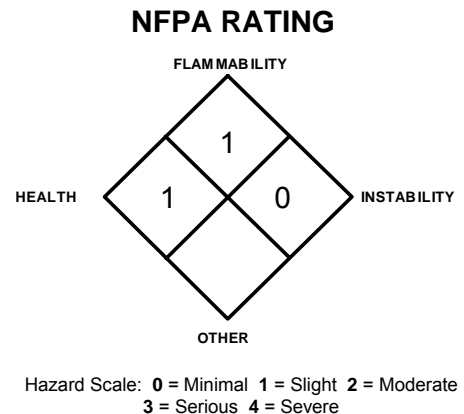 NFPA RATING
FLAMMABILITY
1
HEALTH 1 0 INSTABILITY
OTHER
Hazard Scale: 0 = Minimal 1 = Slight 2 = Moderate
3 = Serious 4 = Severe